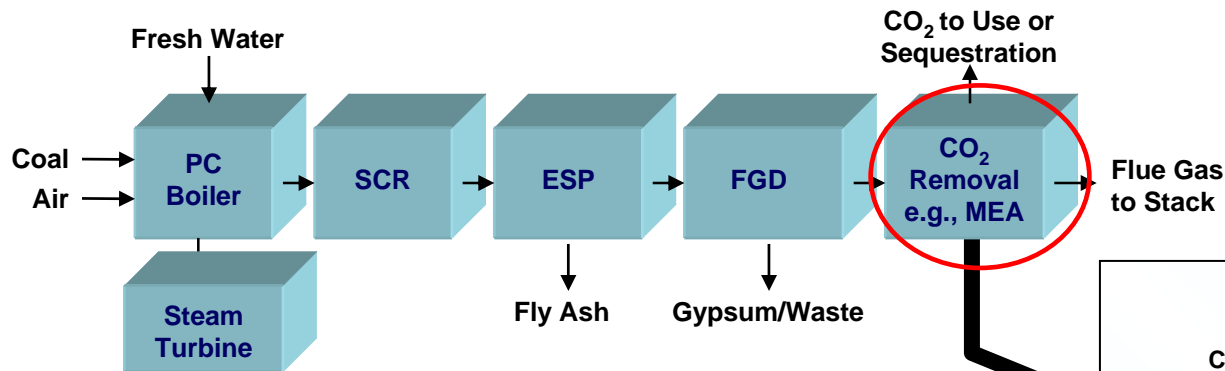 Fresh Water
CO₂ to Use or
Sequestration
Coal
Air
PC
Boiler
SCR
ESP
FGD
CO₂
Removal
e.g., MEA
Flue Gas
to Stack
Steam
Turbine
Fly Ash
Gypsum/Waste
C